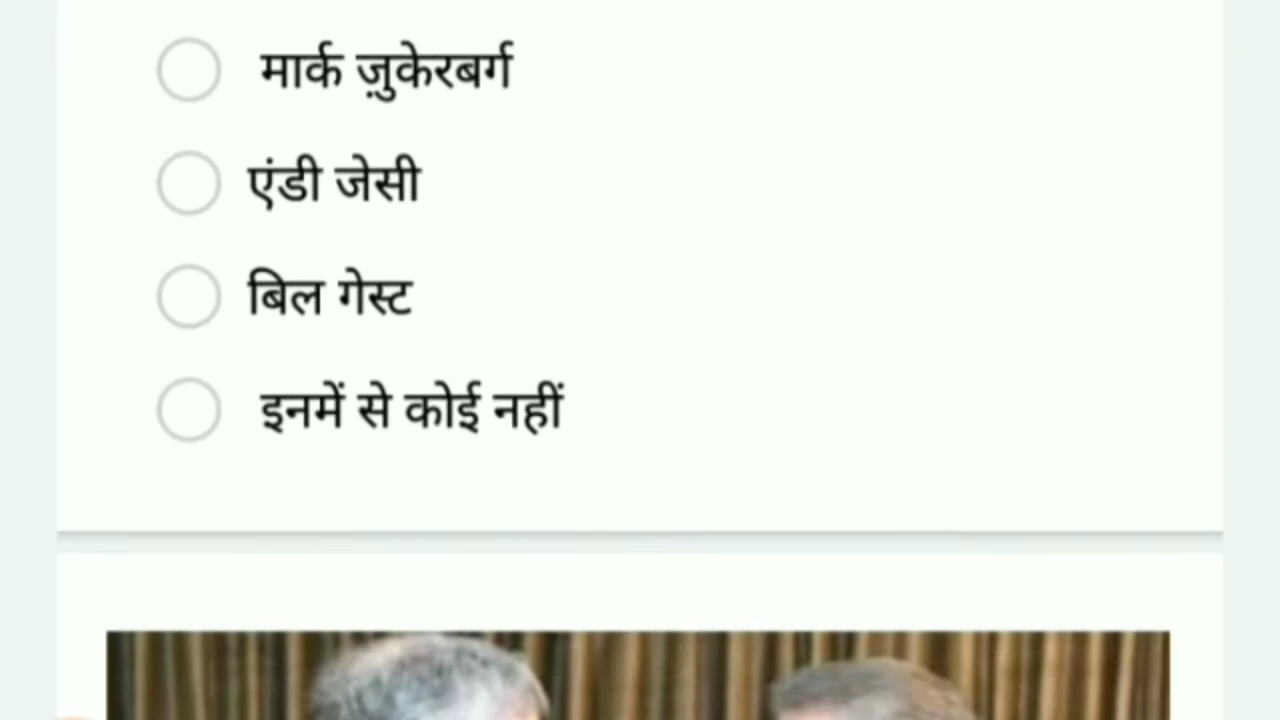 मार्क ज़ुकेरबर्ग
एंडी जेसी
बिल गेस्ट
इनमें से कोई नहीं